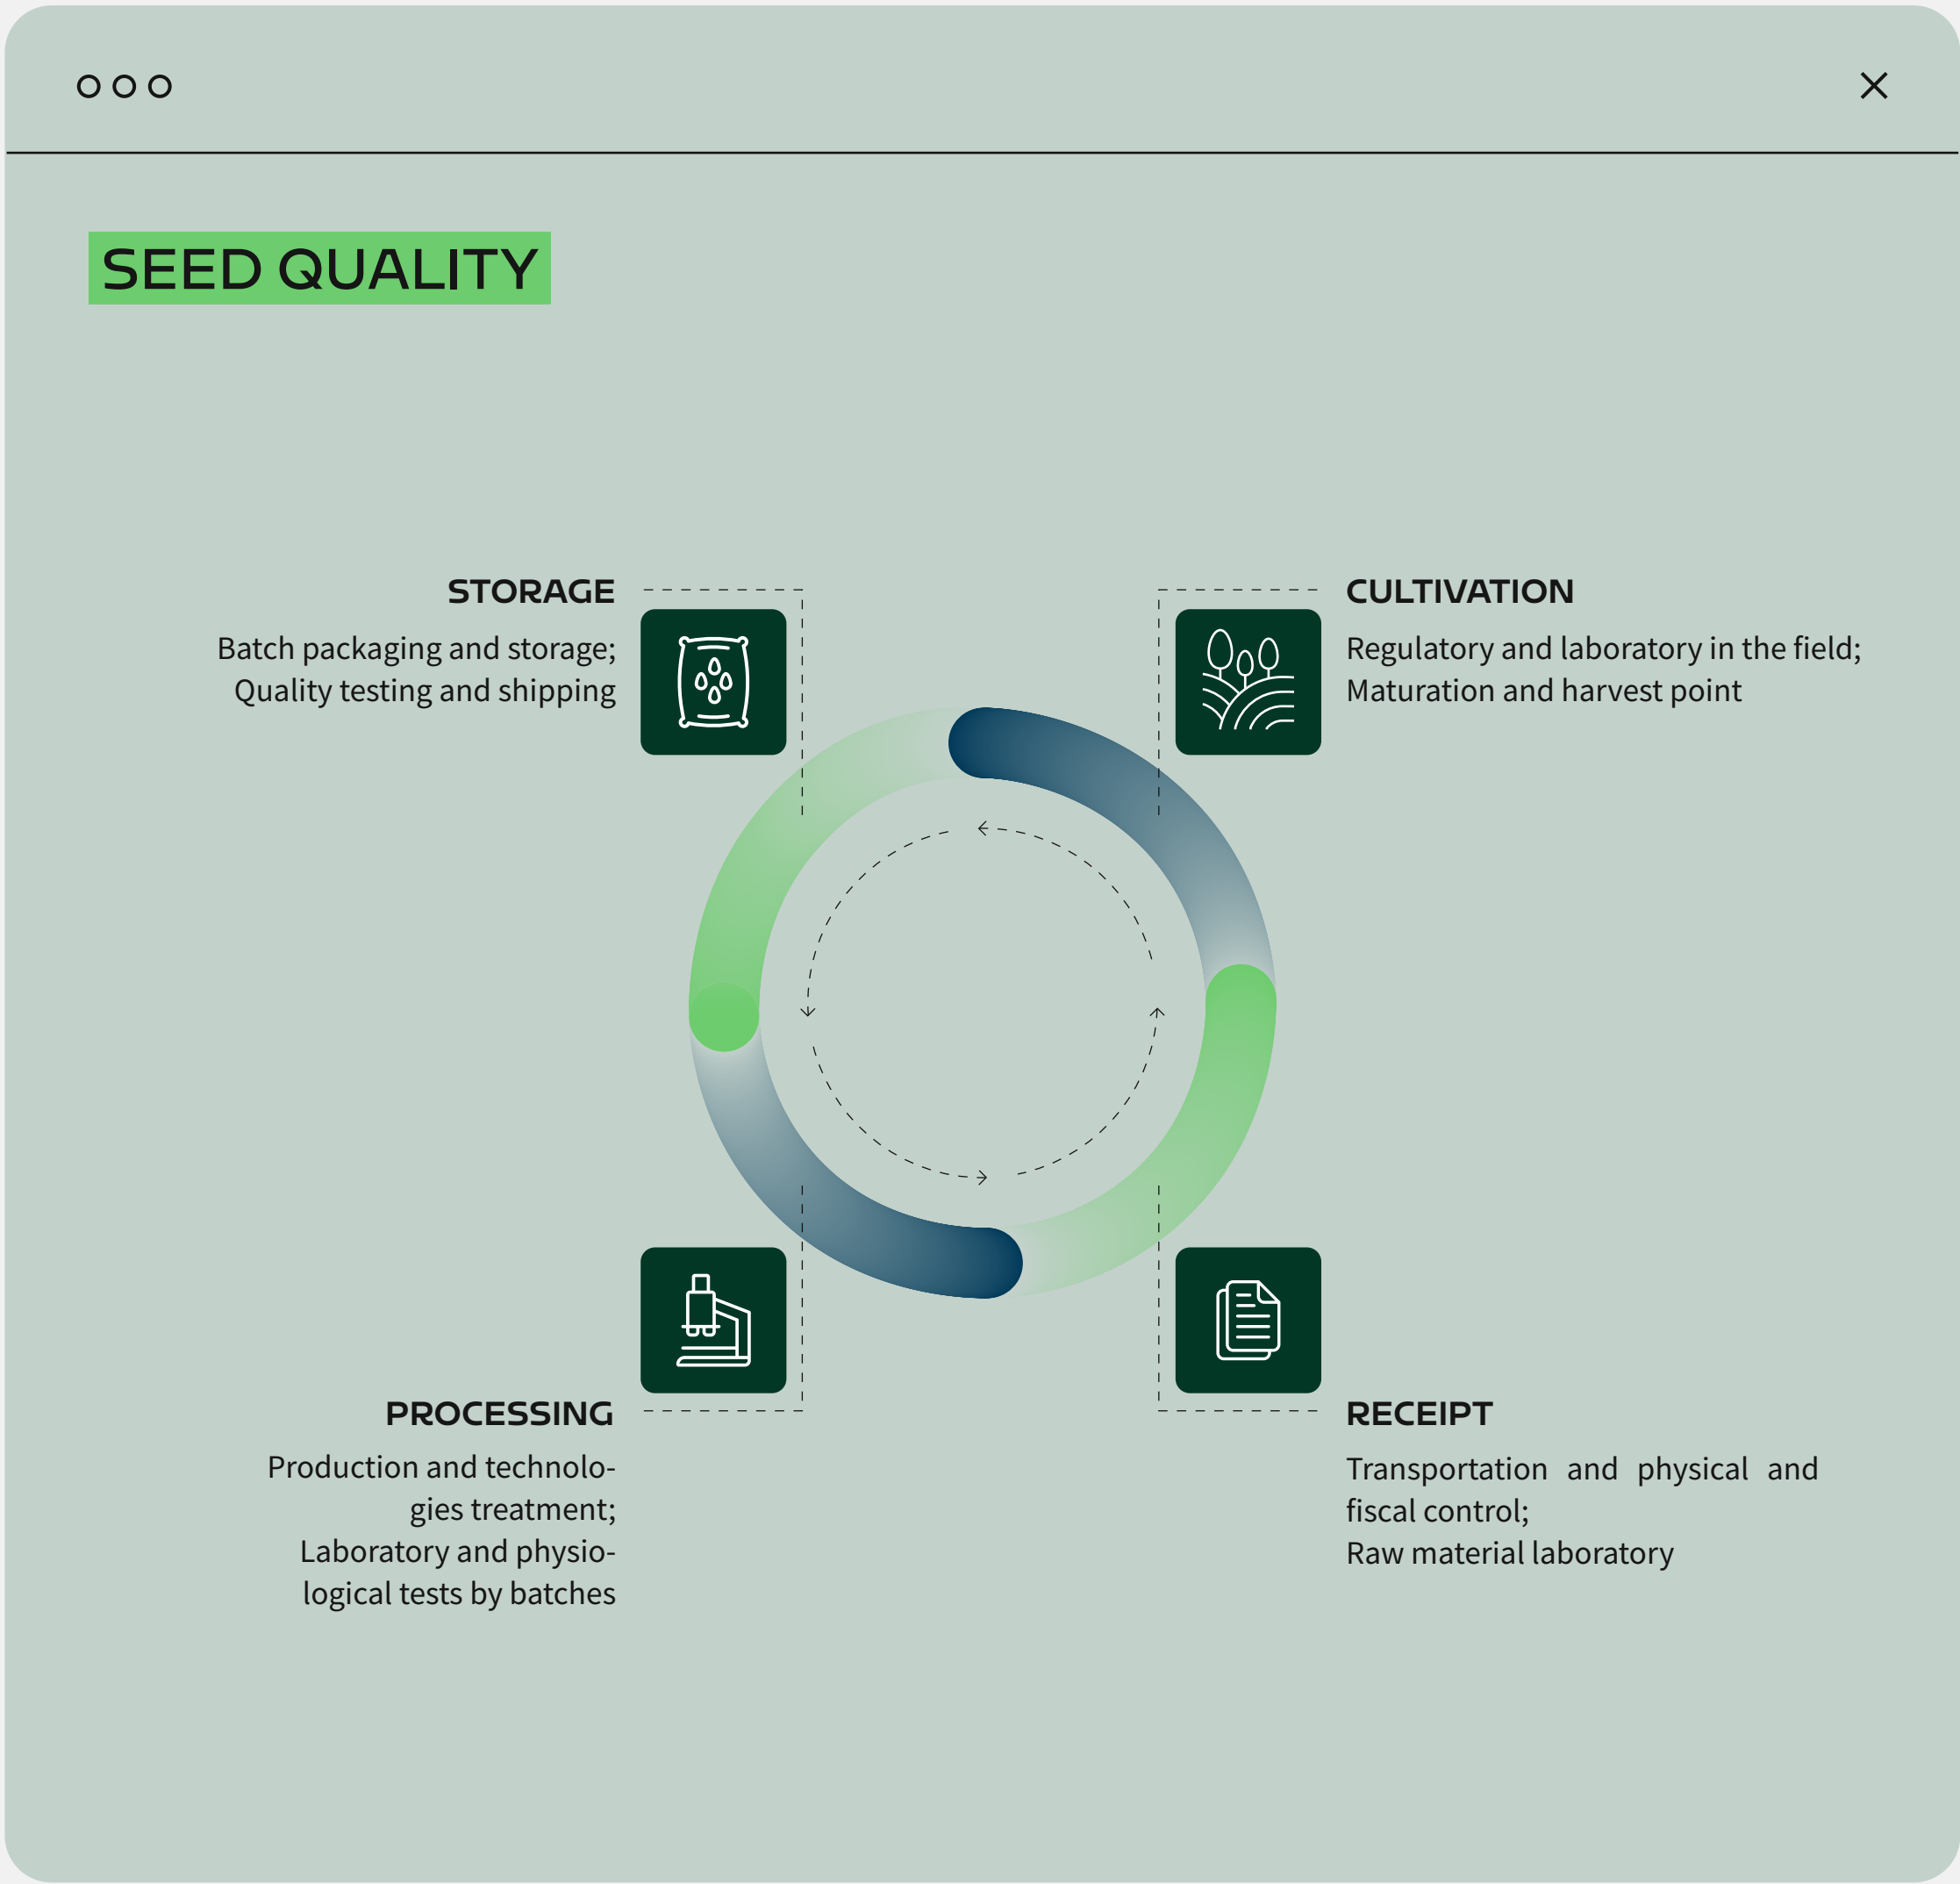 SEED QUALITY
STORAGE
Batch packaging and storage;
Quality testing and shipping
CULTIVATION
Regulatory and laboratory in the field;
Maturation and harvest point
PROCESSING
Production and technolo-
gies treatment;
Laboratory and physio-
logical tests by batches
RECEIPT
Transportation and physical and
fiscal control;
Raw material laboratory